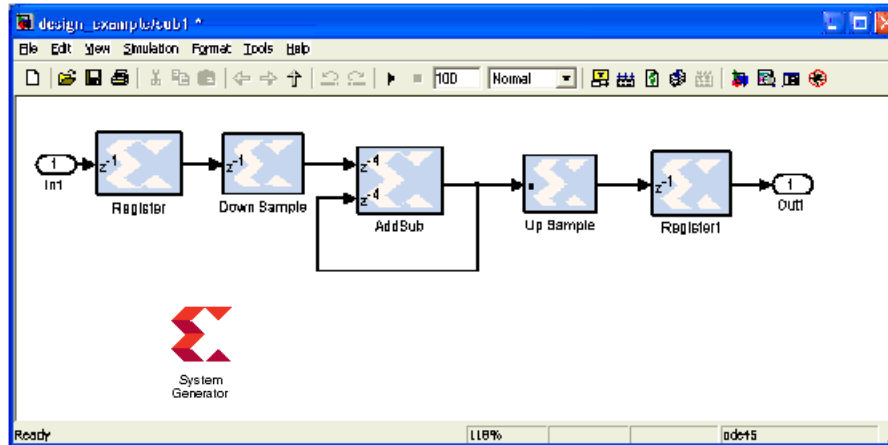 design_example/sub1 *
File Edit View Simulation Format Tools Help
100 Normal
1 z-1 z-1 z-4 z-4 z-1 1
In1 Register Down Sample AddSub Up Sample Register1 Out1
System
Generator
Ready 118% ode45